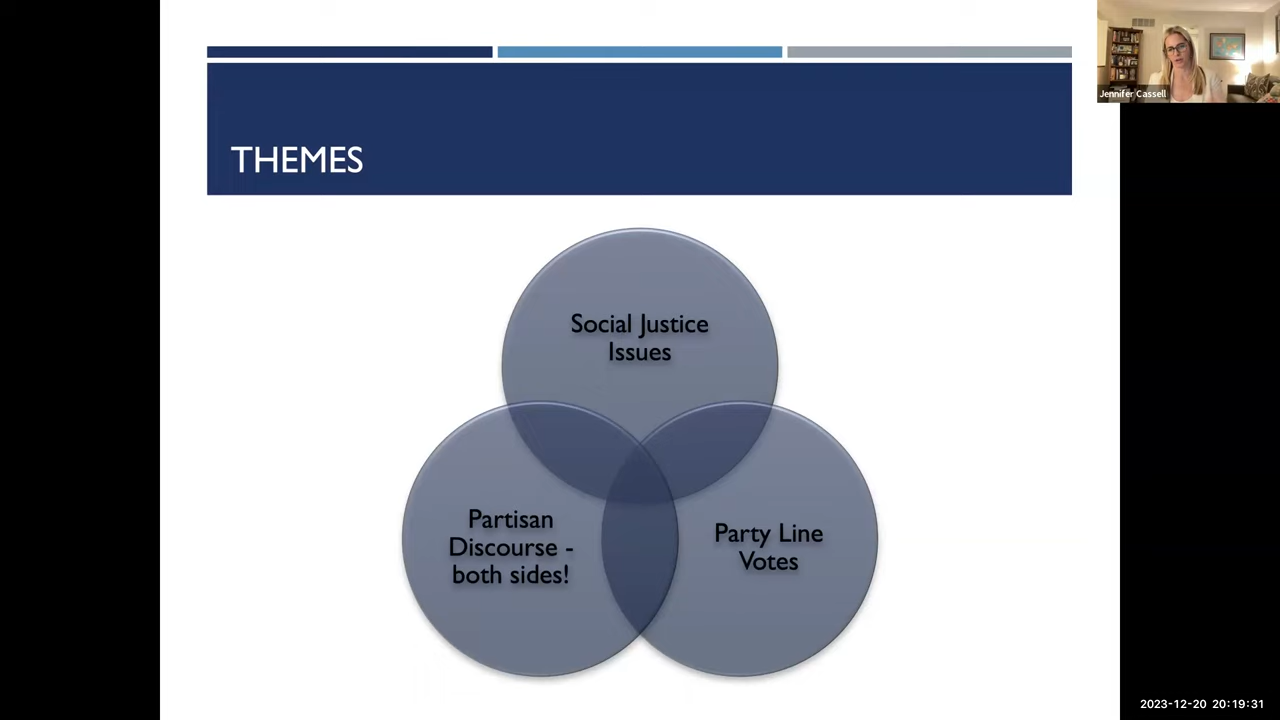 Jennifer Cassell
THEMES
Social Justice
Issues
Partisan
Discourse -
both sides!
Party Line
Votes
2023-12-20 20:19:31